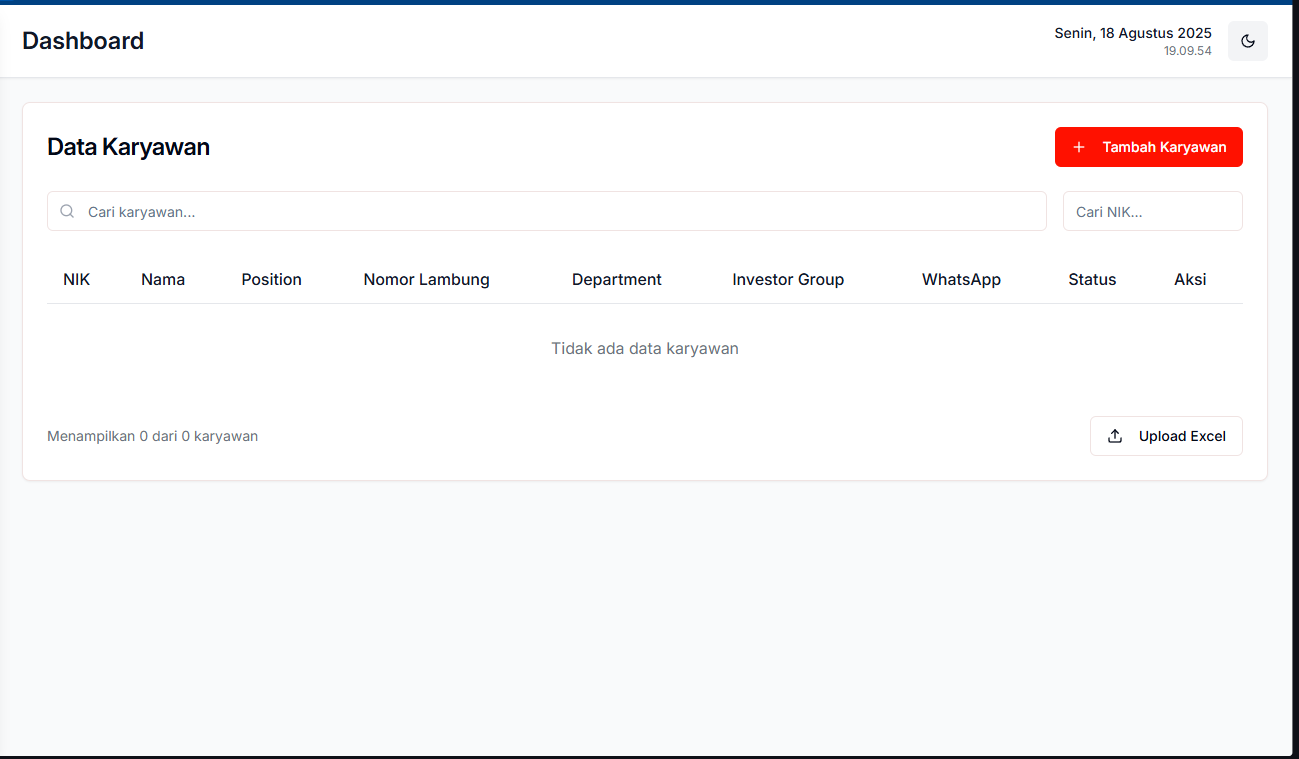 Dashboard
Senin, 18 Agustus 2025
19.09.54
Data Karyawan
Tambah Karyawan
Cari karyawan...
Cari NIK...
NIK Nama Position Nomor Lambung Department Investor Group WhatsApp Status Aksi
Tidak ada data karyawan
Menampilkan 0 dari 0 karyawan
Upload Excel